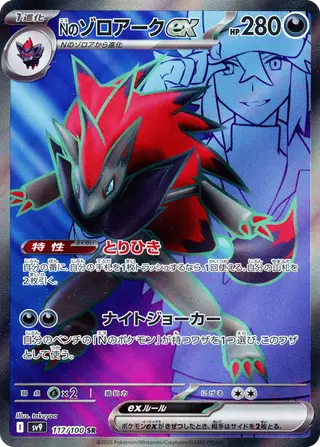 1進化
Nのゾロアークex
HP280
Nのゾロアから進化
特性 とりひき
自分の番に、自分の手札を1枚トラッシュするなら、1回使える。自分の山札を2枚引く。
ナイトジョーカー
自分のベンチの「Nのポケモン」が持つワザを1つ選び、このワザとして使う。
弱点 ×2 抵抗力 にげる
Illus. takuyoa
exルール
ポケモンexがきぜつしたとき、相手はサイドを2枚とる。
I sv9 117/100 SR
©2025 Pokémon/Nintendo/Creatures/GAME FREAK